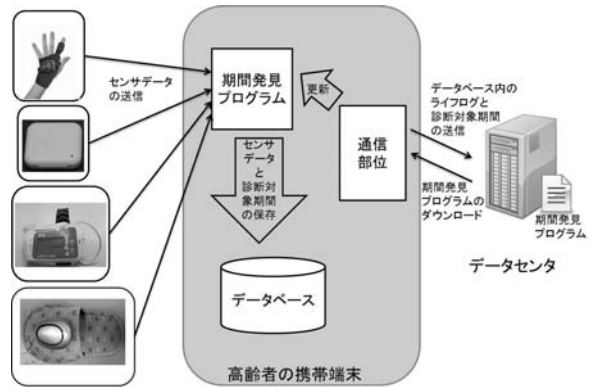 センサデータ
の送信
期間発見
プログラム
更新
センサ
データ
と
診断対
象期間
の保存
データベース
通信
部位
データベース内の
ライフログと
診断対象期間
の送信
期間発見
プログラムの
ダウンロード
期間発見
プログラム
データセンタ
高齢者の携帯端末